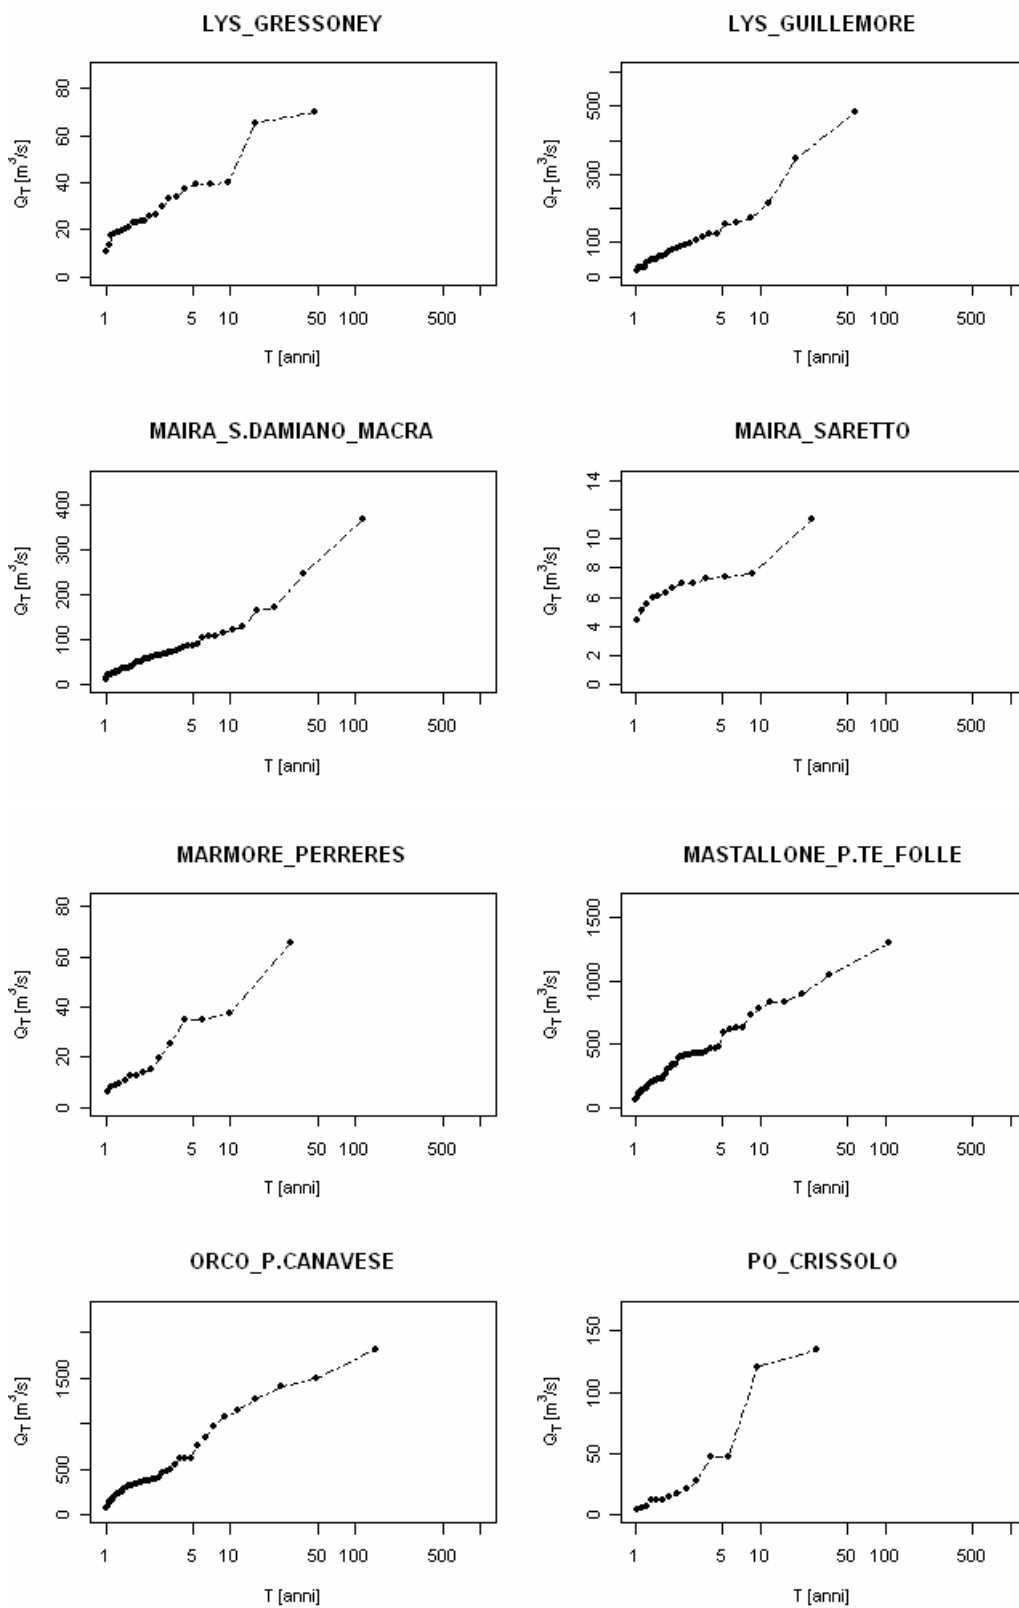 LYS_GRESSONEY
LYS_GUILLEMORE
Q_T [m^3/s]
0 20 40 60 80
1 5 10 50 100 500
T [anni]
Q_T [m^3/s]
0 100 300 500
1 5 10 50 100 500
T [anni]
MAIRA_S.DAMIANO_MACRA
MAIRA_SARETTO
Q_T [m^3/s]
0 100 200 300 400
1 5 10 50 100 500
T [anni]
Q_T [m^3/s]
0 2 4 6 8 10 14
1 5 10 50 100 500
T [anni]
MARMORE_PERRERES
MASTALLONE_P.TE_FOLLE
Q_T [m^3/s]
0 20 40 60 80
1 5 10 50 100 500
T [anni]
Q_T [m^3/s]
0 500 1000 1500
1 5 10 50 100 500
T [anni]
ORCO_P.CANAVESE
PO_CRISSOLO
Q_T [m^3/s]
0 500 1500
1 5 10 50 100 500
T [anni]
Q_T [m^3/s]
0 50 100 150
1 5 10 50 100 500
T [anni]